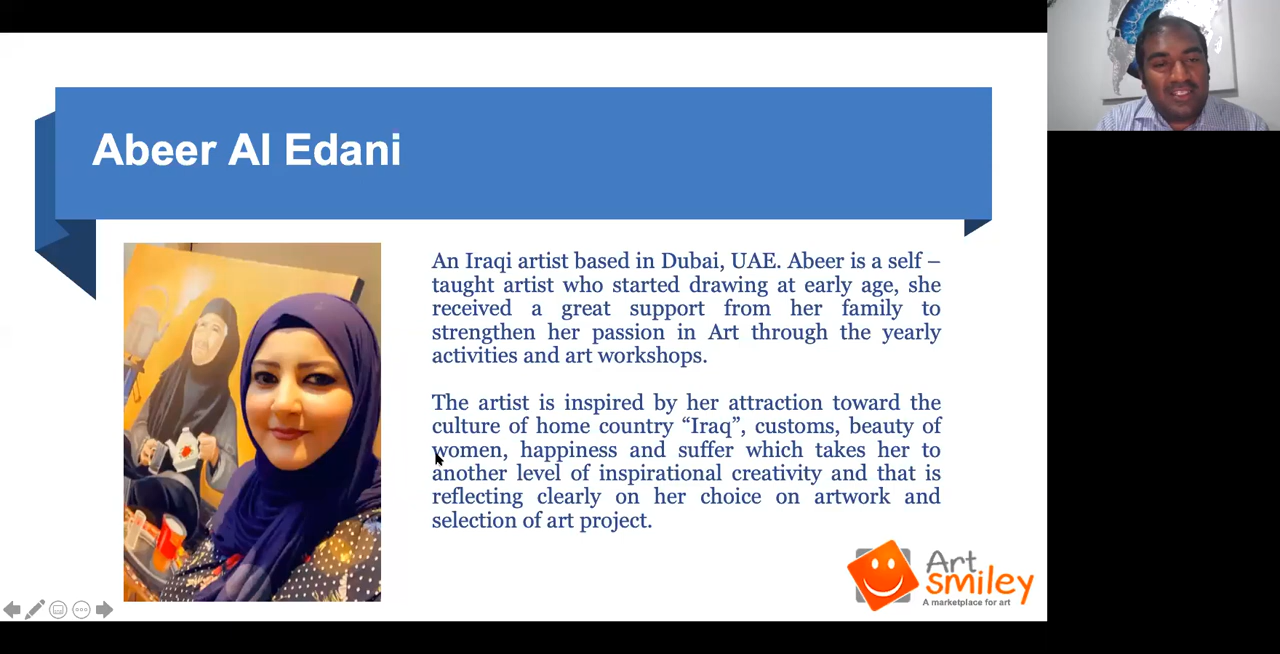 Abeer Al Edani
An Iraqi artist based in Dubai, UAE. Abeer is a self –
taught artist who started drawing at early age, she
received a great support from her family to
strengthen her passion in Art through the yearly
activities and art workshops.
The artist is inspired by her attraction toward the
culture of home country “Iraq”, customs, beauty of
women, happiness and suffer which takes her to
another level of inspirational creativity and that is
reflecting clearly on her choice on artwork and
selection of art project.
Art
smiley
A marketplace for art